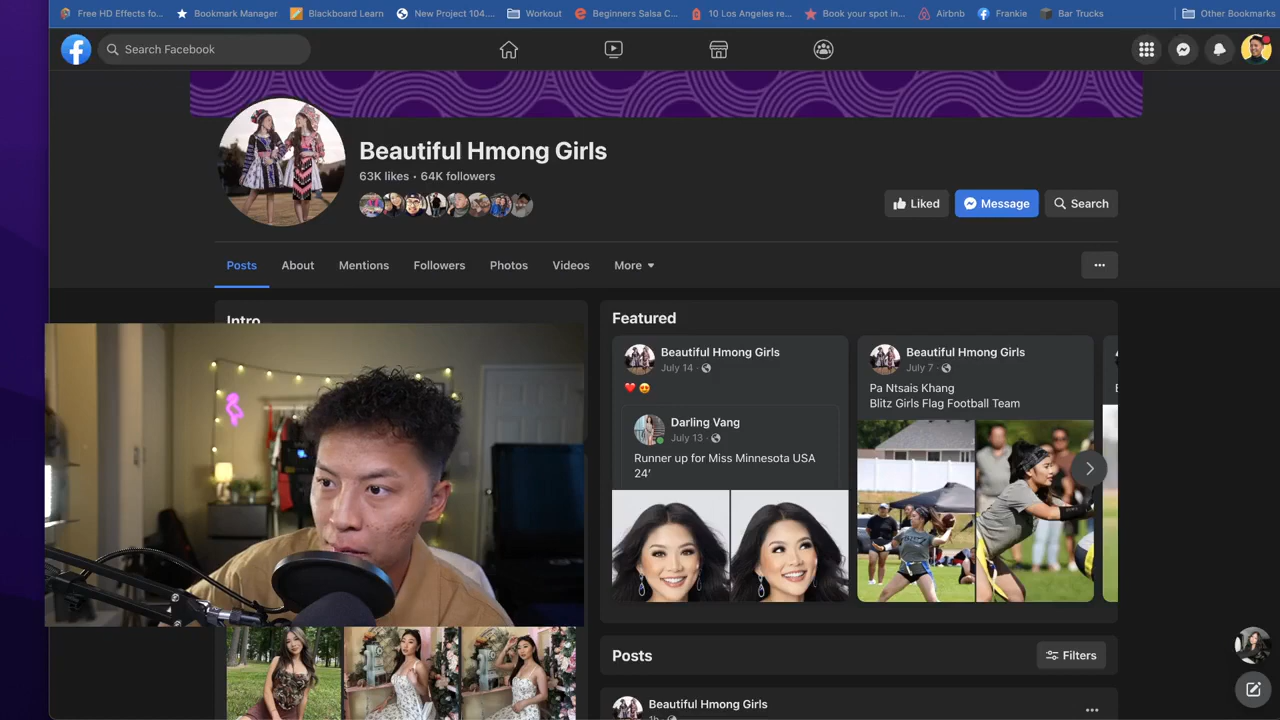 Free HD Effects fo...
Bookmark Manager
Blackboard Learn
New Project 104....
Workout
Beginners Salsa C...
10 Los Angeles re...
Book your spot in...
Airbnb
Frankie
Bar Trucks
Other Bookmarks
Search Facebook
Beautiful Hmong Girls
63K likes • 64K followers
Liked
Message
Search
Posts
About
Mentions
Followers
Photos
Videos
More
Intro
Featured
Beautiful Hmong Girls
July 14 ·
Darling Vang
July 13 ·
Runner up for Miss Minnesota USA
24'
Beautiful Hmong Girls
July 7 ·
Pa Ntsais Khang
Blitz Girls Flag Football Team
Posts
Filters
Beautiful Hmong Girls
1h ·